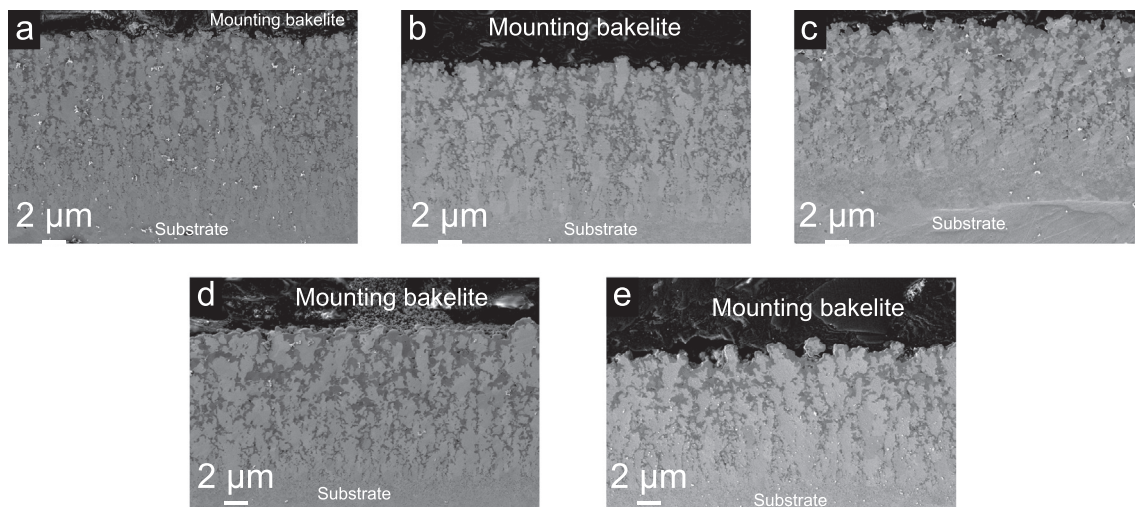 a
Mounting bakelite
2 µm
Substrate
b
Mounting bakelite
2 µm
Substrate
c
2 µm
Substrate
d
Mounting bakelite
2 µm
Substrate
e
Mounting bakelite
2 µm
Substrate